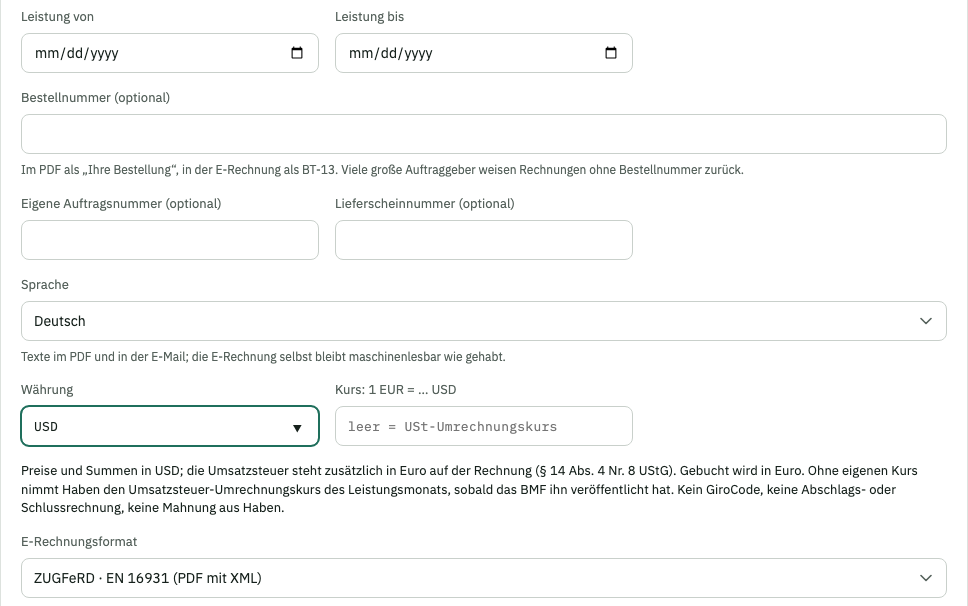 Leistung von
Leistung bis
mm/dd/yyyy
mm/dd/yyyy
Bestellnummer (optional)
Im PDF als „Ihre Bestellung“, in der E-Rechnung als BT-13. Viele große Auftraggeber weisen Rechnungen ohne Bestellnummer zurück.
Eigene Auftragsnummer (optional)
Lieferscheinnummer (optional)
Sprache
Deutsch
Texte im PDF und in der E-Mail; die E-Rechnung selbst bleibt maschinenlesbar wie gehabt.
Währung
Kurs: 1 EUR = … USD
USD
leer = USt-Umrechnungskurs
Preise und Summen in USD; die Umsatzsteuer steht zusätzlich in Euro auf der Rechnung (§ 14 Abs. 4 Nr. 8 UStG). Gebucht wird in Euro. Ohne eigenen Kurs
nimmt Haben den Umsatzsteuer-Umrechnungskurs des Leistungsmonats, sobald das BMF ihn veröffentlicht hat. Kein GiroCode, keine Abschlags- oder
Schlussrechnung, keine Mahnung aus Haben.
E-Rechnungsformat
ZUGFeRD · EN 16931 (PDF mit XML)